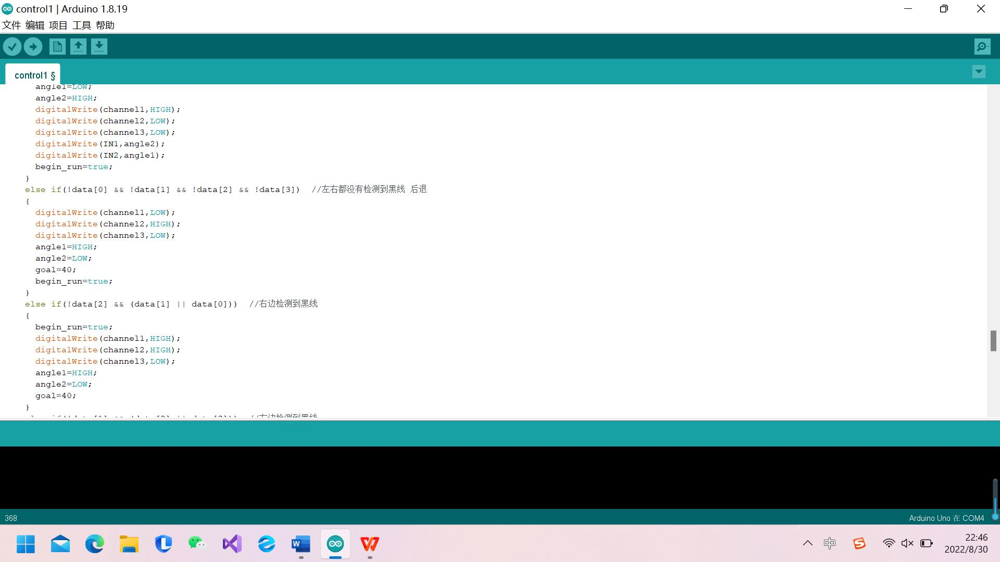 control1 | Arduino 1.8.19
文件 编辑 项目 工具 帮助
control1 §
angle1=LOW;
angle2=HIGH;
digitalWrite(channel1,HIGH);
digitalWrite(channel2,LOW);
digitalWrite(channel3,LOW);
digitalWrite(IN1,angle2);
digitalWrite(IN2,angle1);
begin_run=true;
}
else if(!data[0] && !data[1] && !data[2] && !data[3])  //左右都没有检测到黑线 后退
{
digitalWrite(channel1,LOW);
digitalWrite(channel2,HIGH);
digitalWrite(channel3,LOW);
angle1=HIGH;
angle2=LOW;
goal=40;
begin_run=true;
}
else if(!data[2] && (data[1] || data[0]))  //右边检测到黑线
{
begin_run=true;
digitalWrite(channel1,HIGH);
digitalWrite(channel2,HIGH);
digitalWrite(channel3,LOW);
angle1=HIGH;
angle2=LOW;
goal=40;
}
368
Arduino Uno 在 COM4
中
22:46
2022/8/30